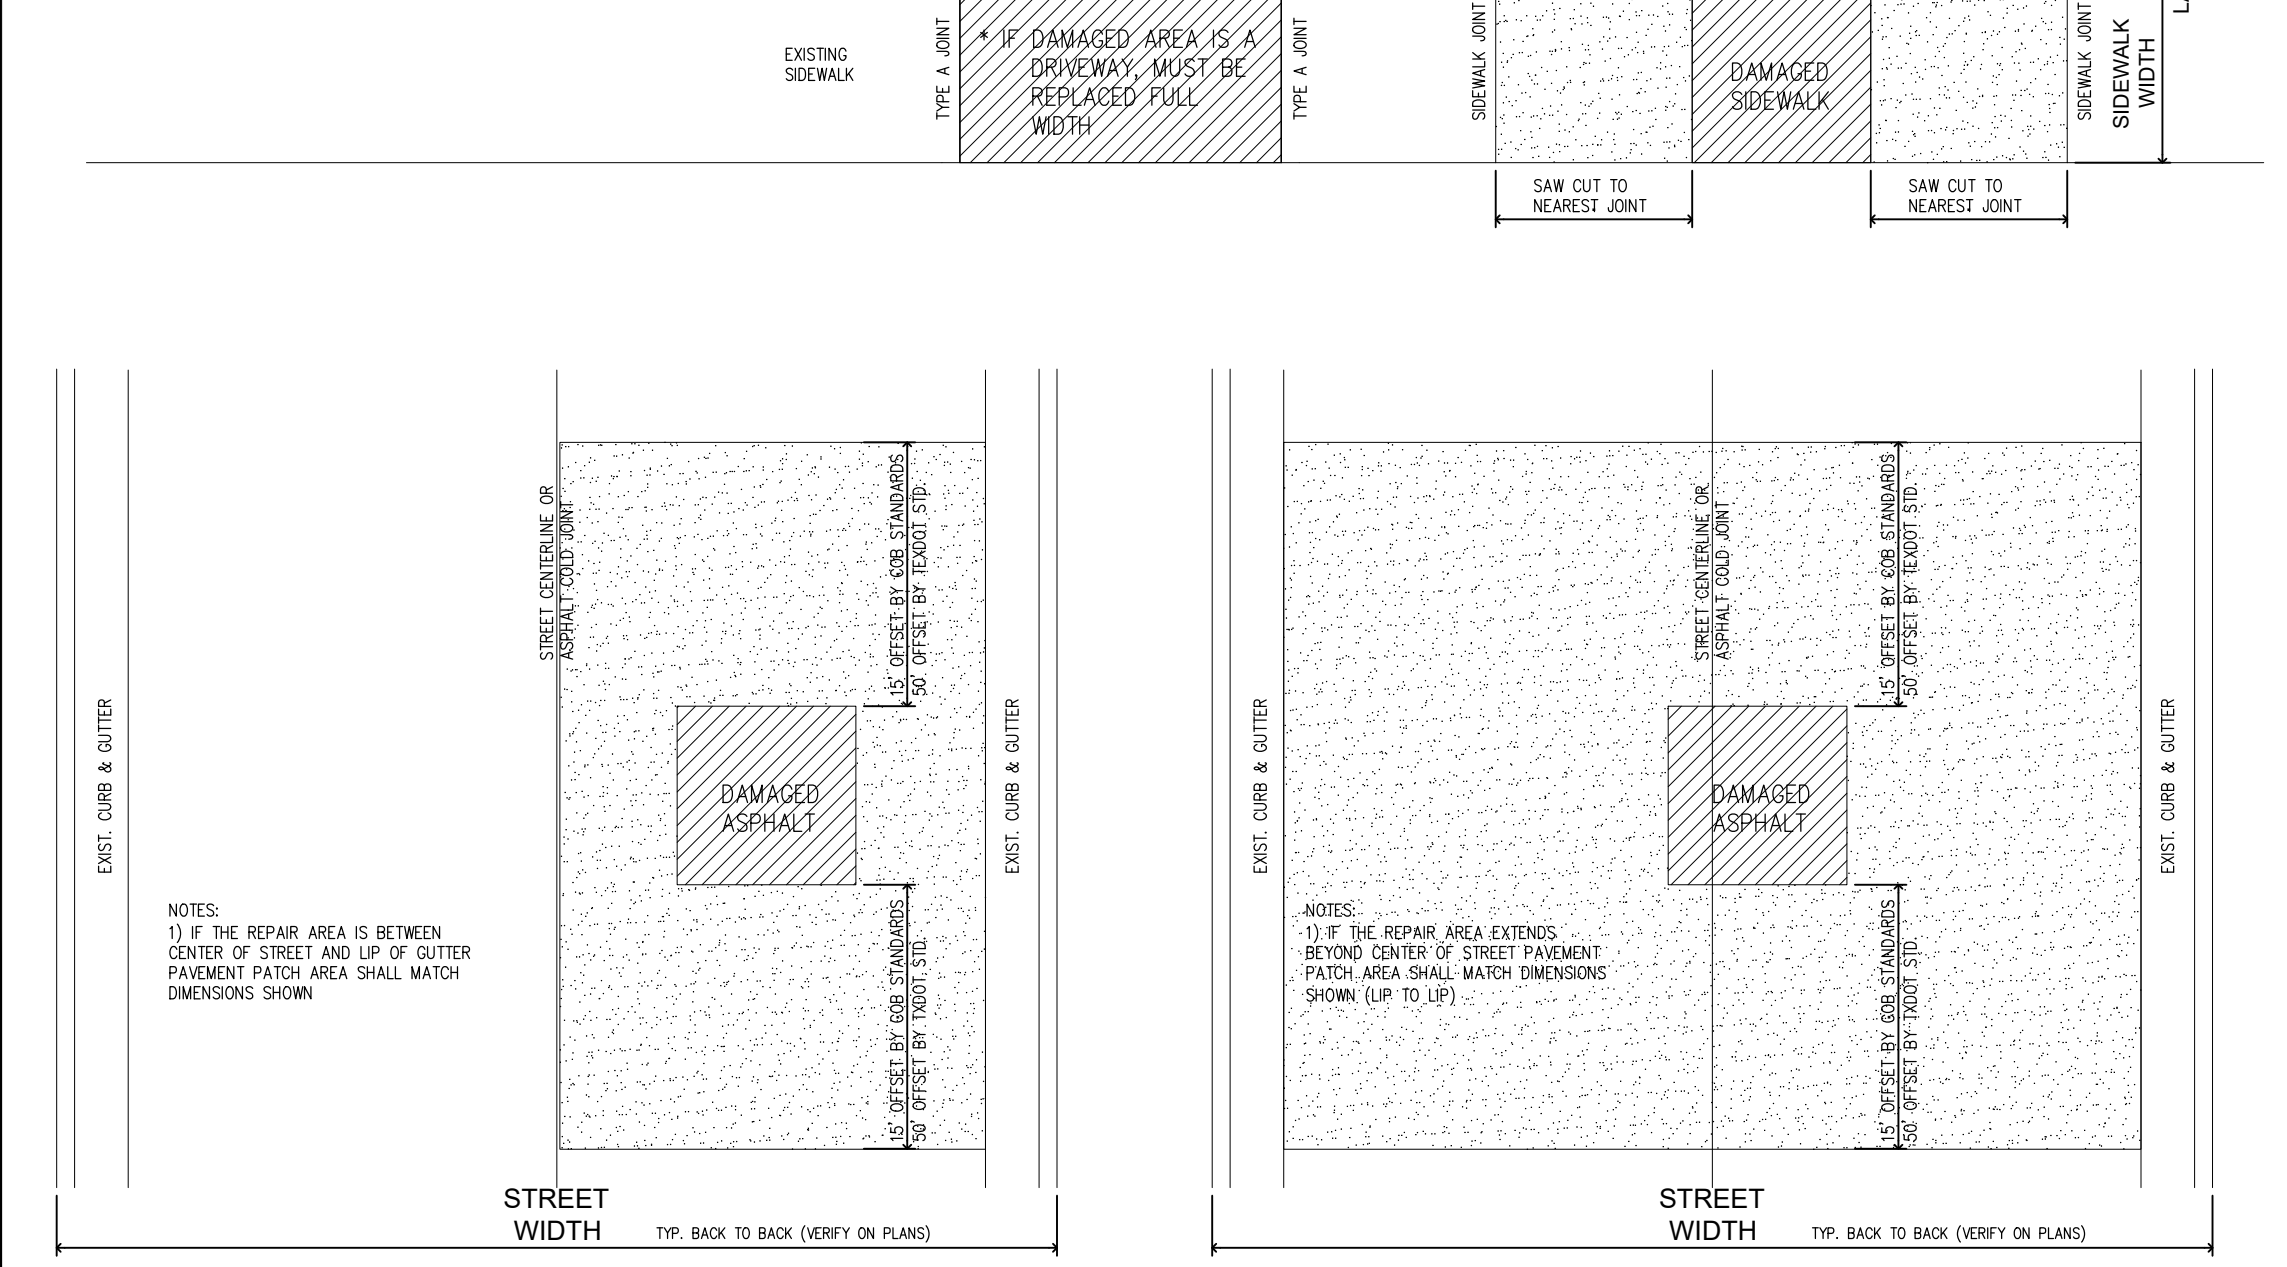 EXISTING
SIDEWALK
TYPE A JOINT
* IF DAMAGED AREA IS A
DRIVEWAY, MUST BE
REPLACED FULL
WIDTH
TYPE A JOINT
SIDEWALK JOINT
DAMAGED
SIDEWALK
SIDEWALK JOINT
SIDEWALK
WIDTH
SAW CUT TO
NEAREST JOINT
SAW CUT TO
NEAREST JOINT
EXIST. CURB & GUTTER
STREET CENTERLINE OR
ASPHALT COLD JOINT
15' OFFSET BY COB STANDARDS
50' OFFSET BY TEXDOT STD.
DAMAGED
ASPHALT
EXIST. CURB & GUTTER
NOTES:
1) IF THE REPAIR AREA IS BETWEEN
CENTER OF STREET AND LIP OF GUTTER
PAVEMENT PATCH AREA SHALL MATCH
DIMENSIONS SHOWN
15' OFFSET BY COB STANDARDS
50' OFFSET BY TXDOT STD.
STREET
WIDTH
TYP. BACK TO BACK (VERIFY ON PLANS)
EXIST. CURB & GUTTER
STREET CENTERLINE OR
ASPHALT COLD JOINT
15' OFFSET BY COB STANDARDS
50' OFFSET BY TEXDOT STD.
DAMAGED
ASPHALT
EXIST. CURB & GUTTER
NOTES:
1) IF THE REPAIR AREA EXTENDS
BEYOND CENTER OF STREET PAVEMENT
PATCH AREA SHALL MATCH DIMENSIONS
SHOWN (LIP TO LIP)
15' OFFSET BY COB STANDARDS
50' OFFSET BY TXDOT STD.
STREET
WIDTH
TYP. BACK TO BACK (VERIFY ON PLANS)